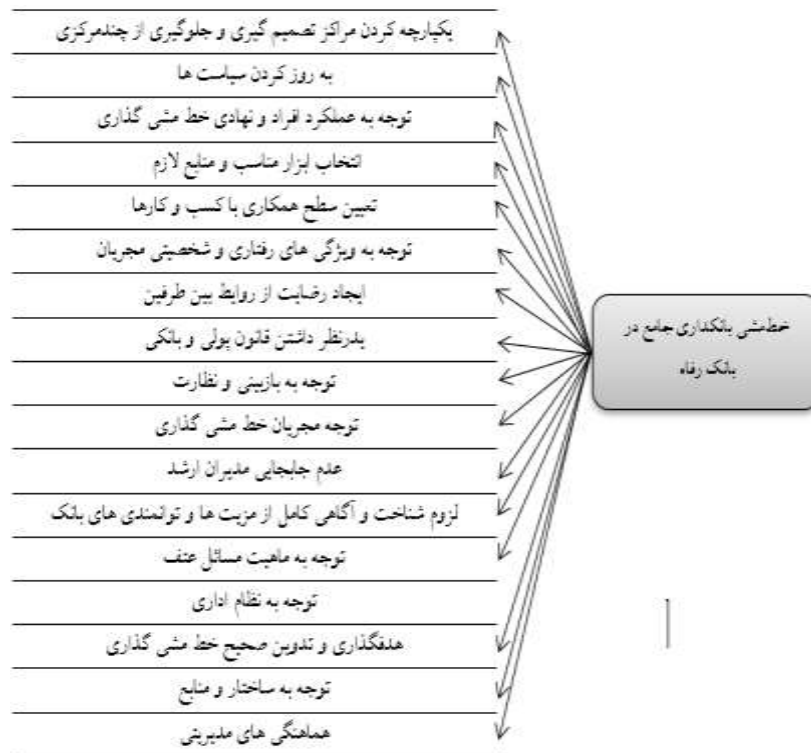 یکپارچه کردن مراکز تصمیم گیری و جلوگیری از چندمرکزی
به روز کردن سیاست ها
توجه به عملکرد افراد و نهادی خط مشی گذاری
انتخاب ابزار مناسب و منابع لازم
تعیین سطح همکاری با کسب و کارها
توجه به ویژگی های رفتاری و شخصیتی مجریان
ایجاد رضایت از روابط بین طرفین
بدرنظر داشتن قانون پولی و بانکی
توجه به بازبینی و نظارت
توجه مجریان خط مشی گذاری
عدم جابجایی مدیران ارشد
لزوم شناخت و آگاهی کامل از مزیت ها و توانمندی های بانک
توجه به ماهیت مسائل عتف
توجه به نظام اداری
هدفگذاری و تدوین صحیح خط مشی گذاری
توجه به ساختار و منابع
هماهنگی های مدیریتی
خط‌مشی بانکداری جامع در
بانک رفاه